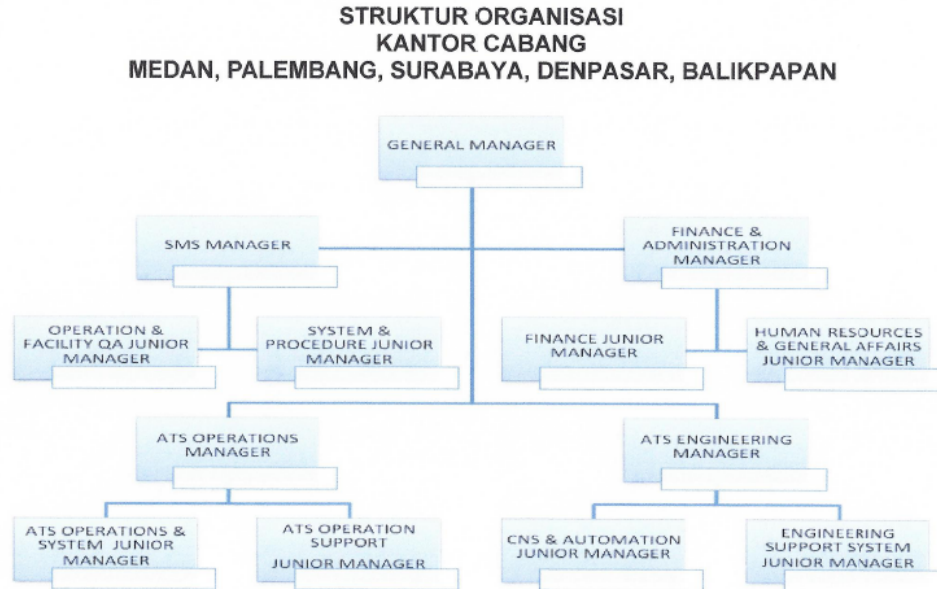 STRUKTUR ORGANISASI
KANTOR CABANG
MEDAN, PALEMBANG, SURABAYA, DENPASAR, BALIKPAPAN
GENERAL MANAGER
SMS MANAGER
FINANCE &
ADMINISTRATION
MANAGER
OPERATION &
FACILITY QA JUNIOR
MANAGER
SYSTEM &
PROCEDURE JUNIOR
MANAGER
FINANCE JUNIOR
MANAGER
HUMAN RESOURCES
& GENERAL AFFAIRS
JUNIOR MANAGER
ATS OPERATIONS
MANAGER
ATS ENGINEERING
MANAGER
ATS OPERATIONS &
SYSTEM JUNIOR
MANAGER
ATS OPERATION
SUPPORT
JUNIOR MANAGER
CNS & AUTOMATION
JUNIOR MANAGER
ENGINEERING
SUPPORT SYSTEM
JUNIOR MANAGER